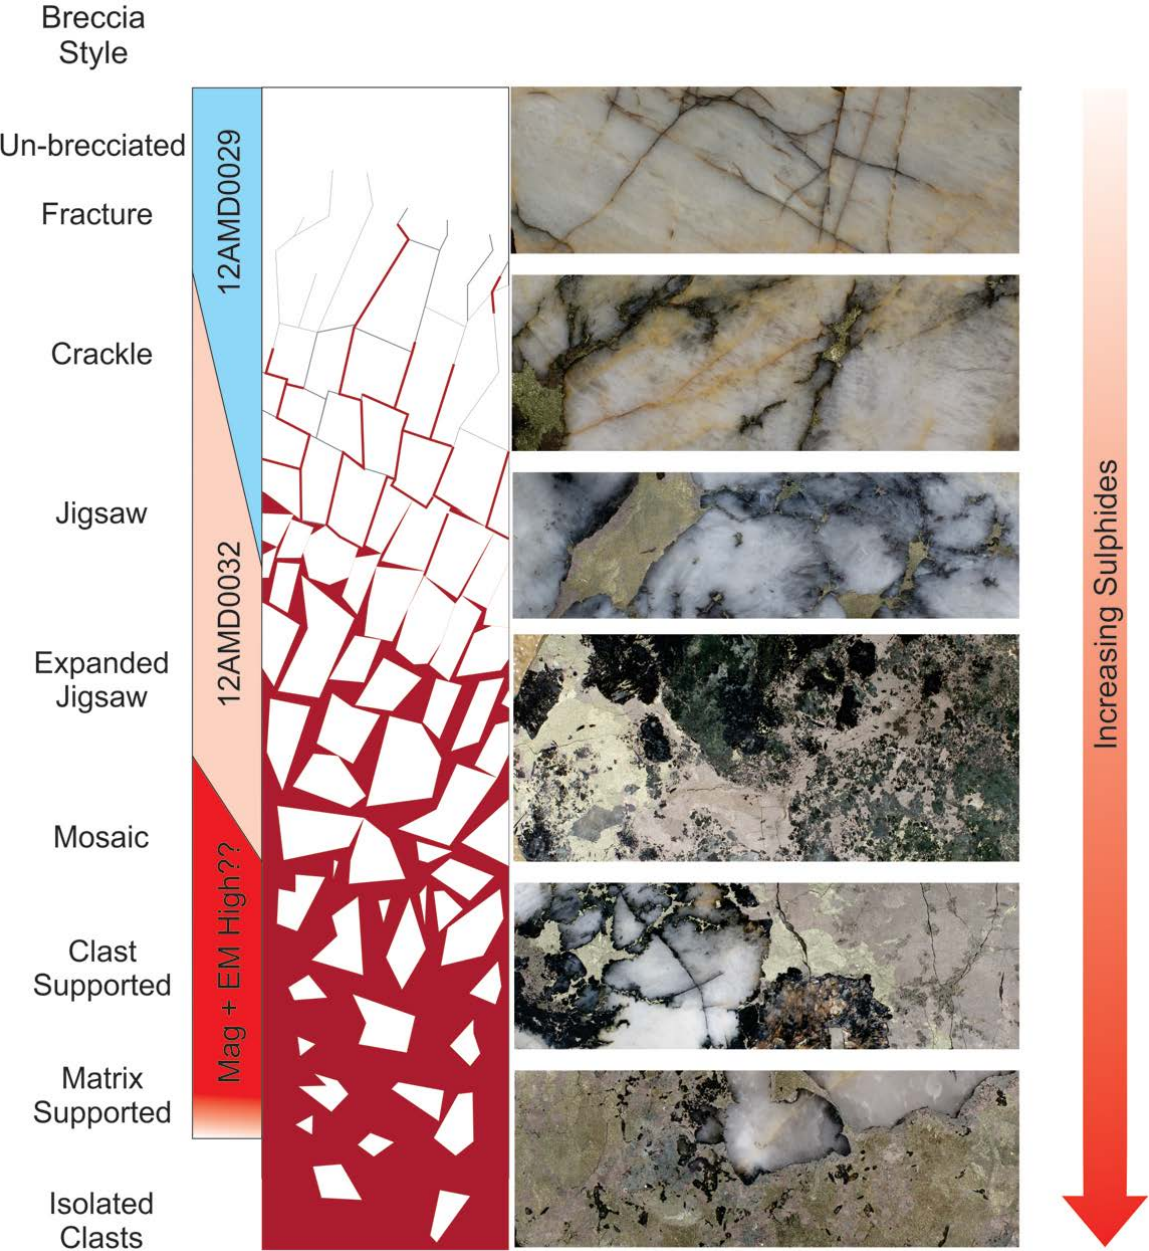 Breccia
Style
Un-brecciated
Fracture
Crackle
Jigsaw
Expanded
Jigsaw
Mosaic
Clast
Supported
Matrix
Supported
Isolated
Clasts
12AMD0029
12AMD0032
Mag + EM High??
Increasing Sulphides